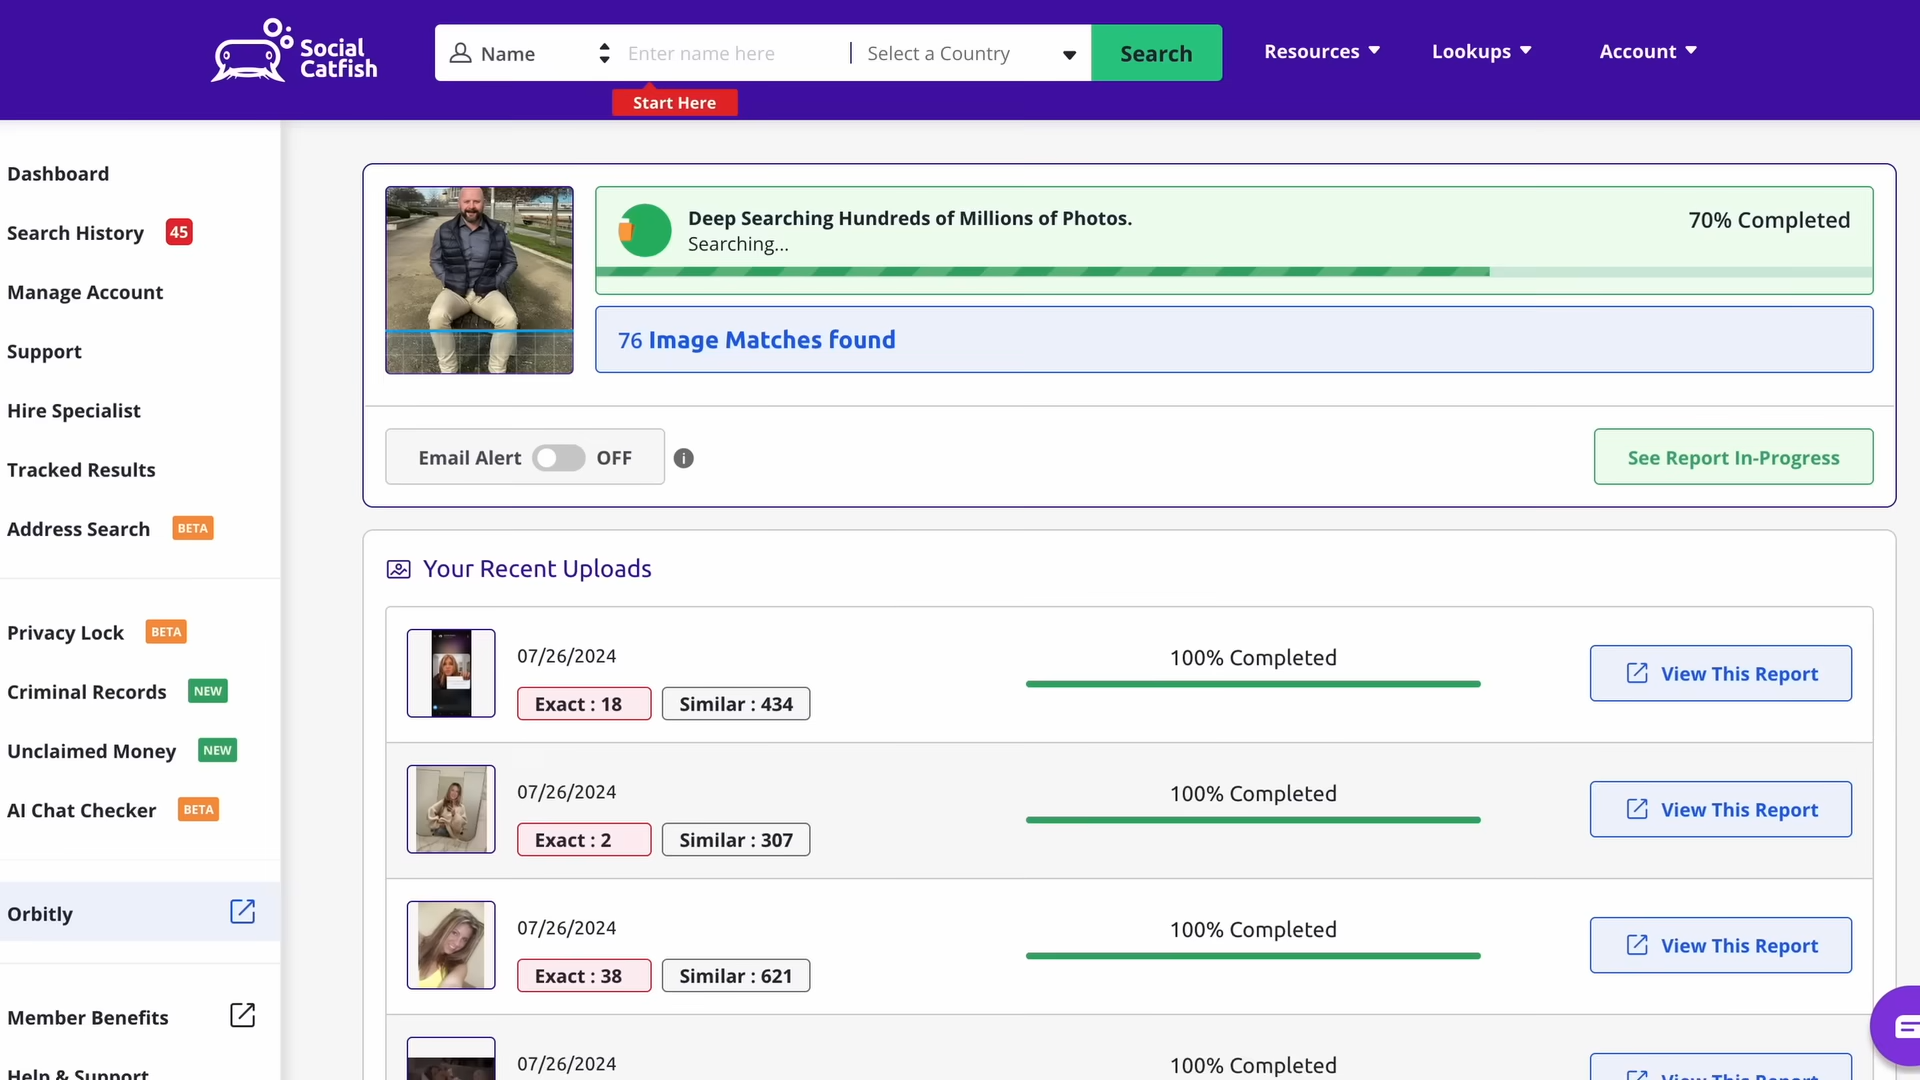 Social
Catfish
Name
Enter name here
Select a Country
Search
Resources
Lookups
Account
Start Here
Dashboard
Search History 45
Manage Account
Support
Hire Specialist
Tracked Results
Address Search BETA
Privacy Lock BETA
Criminal Records NEW
Unclaimed Money NEW
AI Chat Checker BETA
Orbitly
Member Benefits
Help & Support
Deep Searching Hundreds of Millions of Photos.
Searching...
70% Completed
76 Image Matches found
Email Alert OFF
i
See Report In-Progress
Your Recent Uploads
07/26/2024
Exact : 18 Similar : 434
100% Completed
View This Report
07/26/2024
Exact : 2 Similar : 307
100% Completed
View This Report
07/26/2024
Exact : 38 Similar : 621
100% Completed
View This Report
07/26/2024
100% Completed
View This Report